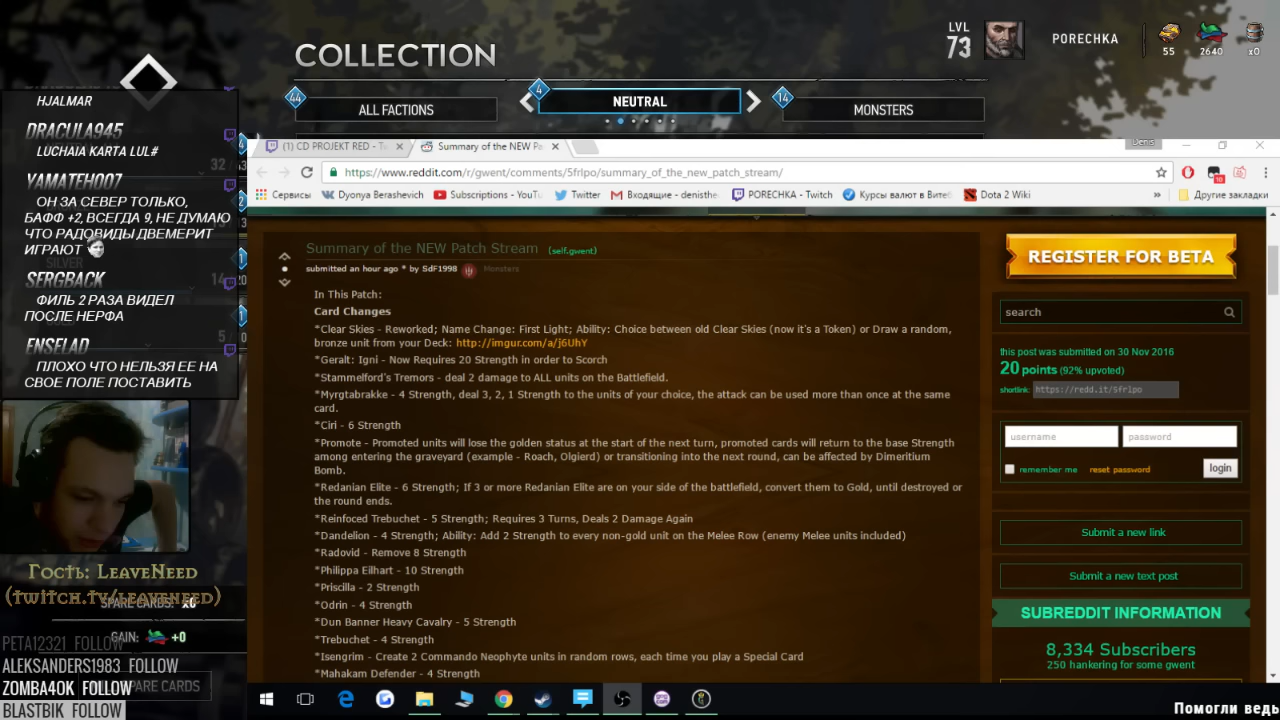 COLLECTION
LVL
73
PORECHKA
55
2640
x0
44
ALL FACTIONS
4
NEUTRAL
14
MONSTERS
HJALMAR
DRACULA945
LUCHAIA KARTA LUL#
YAMATEH007
ОН ЗА СЕВЕР ТОЛЬКО,
БАФФ +2, ВСЕГДА 9, НЕ ДУМАЮ
ЧТО РАДОВИДЫ ДВЕМЕРИТ
ИГРАЮТ
SILVER
SERGBACK
ФИЛЬ 2 РАЗА ВИДЕЛ
ПОСЛЕ НЕРФА
ENSELAD
ПЛОХО ЧТО НЕЛЬЗЯ ЕЕ НА
СВОЕ ПОЛЕ ПОСТАВИТЬ
32 /
14
5 /
Гость: LeaveNeed
(twitch.tv/leaveneed)
SPARE CARDS: x0
GAIN: +0
PETA12321 FOLLOW
ALEKSANDERS1983 FOLLOW
ZOMBA4OK FOLLOW
PARE CARDS
BLASTBIK FOLLOW
(1) CD PROJEKT RED - T
Summary of the NEW Pa
Denis
https://www.reddit.com/r/gwent/comments/5frlpo/summary_of_the_new_patch_stream/
Сервисы
Dyona Berashevich
Subscriptions - YouTu
Twitter
Входящие - denisthe
PORECHKA - Twitch
Курсы валют в Витеб
Dota 2 Wiki
»
Другие закладки
Summary of the NEW Patch Stream (self.gwent)
submitted an hour ago * by SdF1998 Monsters
In This Patch:
Card Changes
*Clear Skies - Reworked; Name Change: First Light; Ability: Choice between old Clear Skies (now it's a Token) or Draw a random,
bronze unit from your Deck: http://imgur.com/a/j6UhY
*Geralt: Igni - Now Requires 20 Strength in order to Scorch
*Stammelford's Tremors - deal 2 damage to ALL units on the Battlefield.
*Myrgtabrakke - 4 Strength, deal 3, 2, 1 Strength to the units of your choice, the attack can be used more than once at the same
card.
*Ciri - 6 Strength
*Promote - Promoted units will lose the golden status at the start of the next turn, promoted cards will return to the base Strength
among entering the graveyard (example - Roach, Olgierd) or transitioning into the next round, can be affected by Dimeritium
Bomb.
*Redanian Elite - 6 Strength; If 3 or more Redanian Elite are on your side of the battlefield, convert them to Gold, until destroyed or
the round ends.
*Reinfoced Trebuchet - 5 Strength; Requires 3 Turns, Deals 2 Damage Again
*Dandelion - 4 Strength; Ability: Add 2 Strength to every non-gold unit on the Melee Row (enemy Melee units included)
*Radovid - Remove 8 Strength
*Philippa Eilhart - 10 Strength
*Priscilla - 2 Strength
*Odrin - 4 Strength
*Dun Banner Heavy Cavalry - 5 Strength
*Trebuchet - 4 Strength
*Isengrim - Create 2 Commando Neophyte units in random rows, each time you play a Special Card
*Mahakam Defender - 4 Strength
REGISTER FOR BETA
search
this post was submitted on 30 Nov 2016
20 points (92% upvoted)
shortlink: https://redd.it/5frlpo
username
password
remember me
reset password
login
Submit a new link
Submit a new text post
SUBREDDIT INFORMATION
8,334 Subscribers
250 hankering for some gwent
Помогли ведь